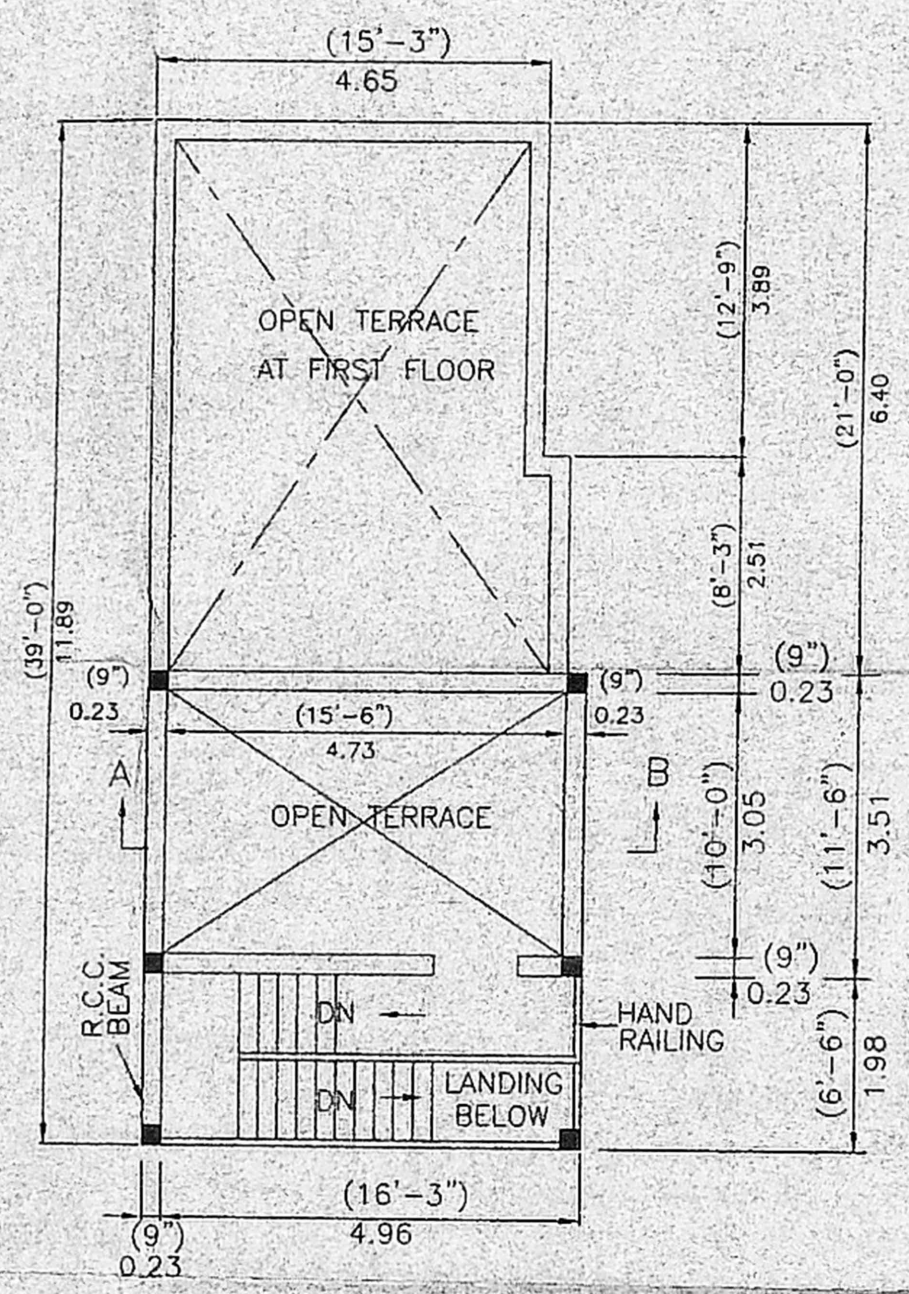 (15'-3")
4.65
(12'-9")
3.89
(21'-0")
6.40
OPEN TERRACE
AT FIRST FLOOR
(8'-3")
2.51
(39'-0")
11.89
(9")
0.23
(15'-6")
4.73
(9")
0.23
(9")
0.23
A
B
OPEN TERRACE
(10'-0")
3.05
(11'-6")
3.51
(9")
0.23
R.C.C.
BEAM
DN
HAND
RAILING
DN
LANDING
BELOW
(6'-6")
1.98
(16'-3")
4.96
(9")
0.23